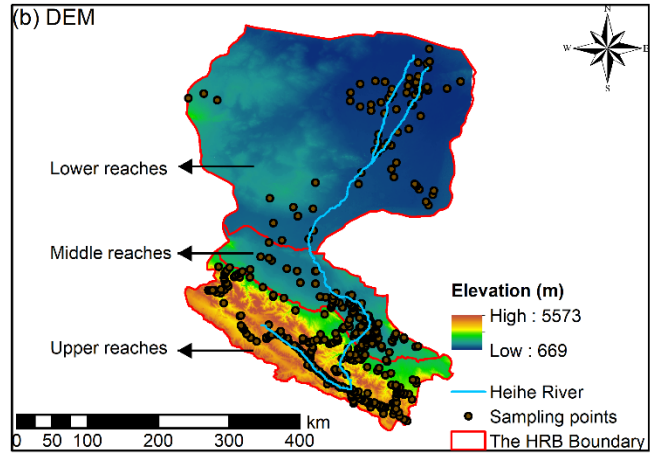 (b) DEM
N
W
E
S
Lower reaches
Middle reaches
Upper reaches
Elevation (m)
High : 5573
Low : 669
Heihe River
Sampling points
The HRB Boundary
km
0 50 100 200 300 400